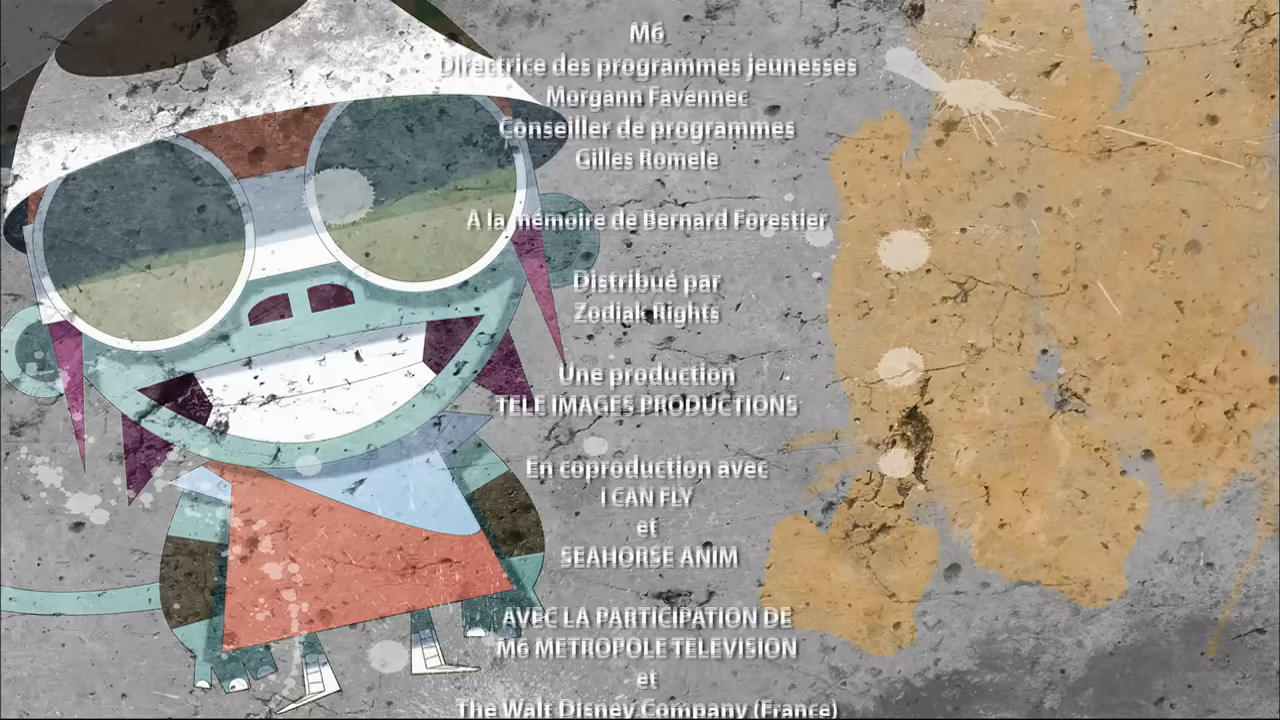 M6
Directrice des programmes jeunesses
Morgann Favennec
Conseiller de programmes
Gilles Romele
A la mémoire de Bernard Forestier
Distribué par
Zodiak Rights
Une production
TELE IMAGES PRODUCTIONS
En coproduction avec
I CAN FLY
et
SEAHORSE ANIM
AVEC LA PARTICIPATION DE
M6 METROPOLE TELEVISION
et
The Walt Disney Company (France)